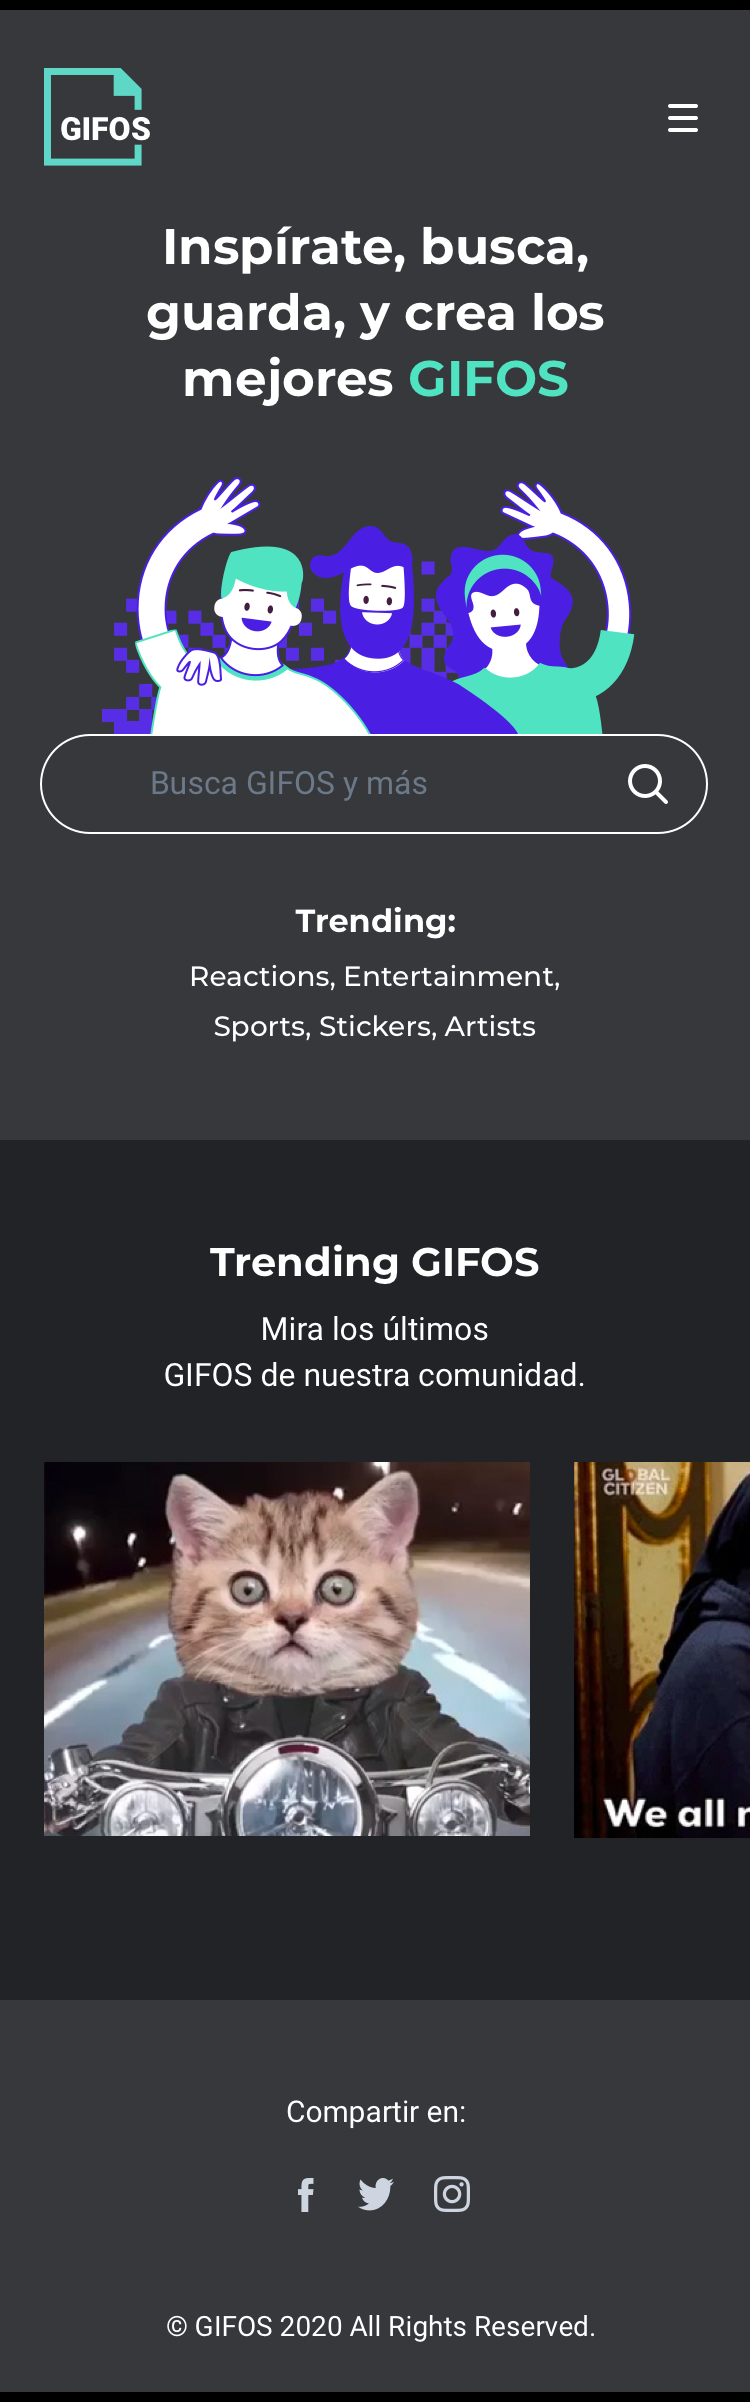 GIFOS
Inspírate, busca,
guarda, y crea los
mejores GIFOS
Busca GIFOS y más
Trending:
Reactions, Entertainment,
Sports, Stickers, Artists
Trending GIFOS
Mira los últimos
GIFOS de nuestra comunidad.
GLOBAL
CITIZEN
We all
Compartir en:
© GIFOS 2020 All Rights Reserved.